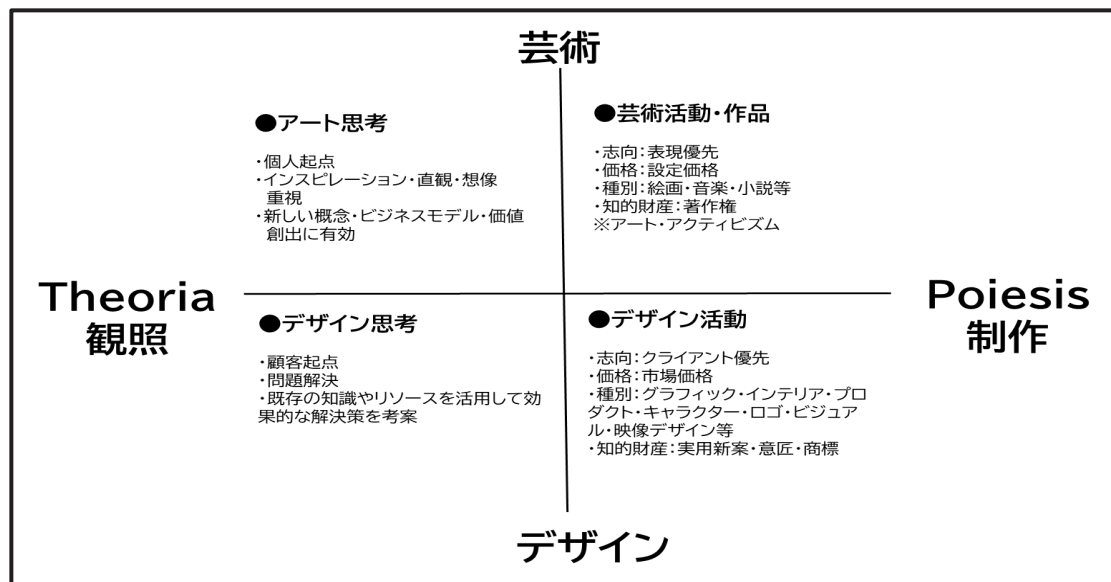 芸術
●アート思考
・個人起点
・インスピレーション・直観・想像
重視
・新しい概念・ビジネスモデル・価値
創出に有効
●芸術活動・作品
・志向:表現優先
・価格:設定価格
・種別:絵画・音楽・小説等
・知的財産:著作権
※アート・アクティビズム
Theoria
観照
Poiesis
制作
●デザイン思考
・顧客起点
・問題解決
・既存の知識やリソースを活用して効
果的な解決策を考案
●デザイン活動
・志向:クライアント優先
・価格:市場価格
・種別:グラフィック・インテリア・プロ
ダクト・キャラクター・ロゴ・ビジュア
ル・映像デザイン等
・知的財産:実用新案・意匠・商標
デザイン